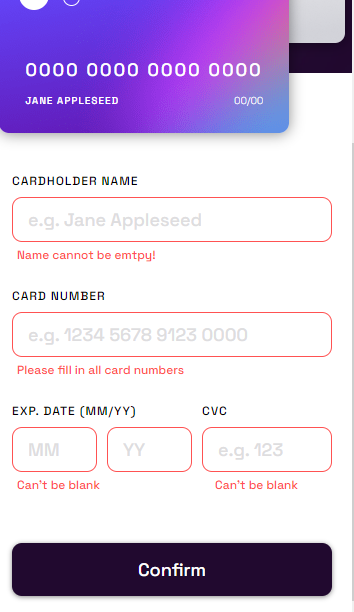 0000 0000 0000 0000
JANE APPLESEED 00/00
CARDHOLDER NAME
e.g. Jane Appleseed
Name cannot be emtpy!
CARD NUMBER
e.g. 1234 5678 9123 0000
Please fill in all card numbers
EXP. DATE (MM/YY) CVC
MM YY e.g. 123
Can't be blank Can't be blank
Confirm